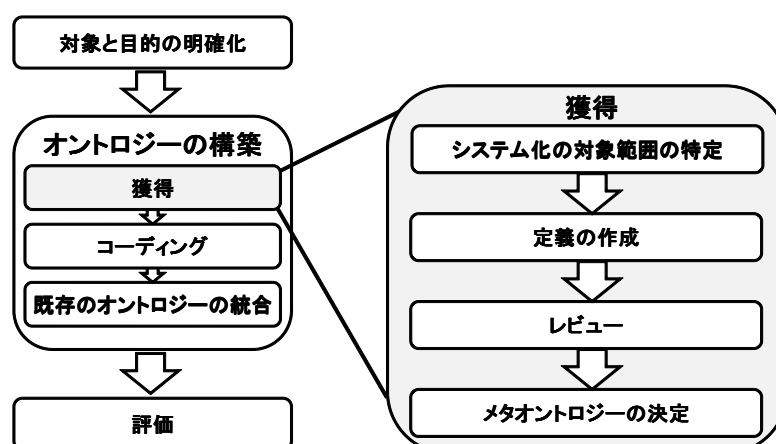 対象と目的の明確化
オントロジーの構築
獲得
コーディング
既存のオントロジーの統合
評価
獲得
システム化の対象範囲の特定
定義の作成
レビュー
メタオントロジーの決定